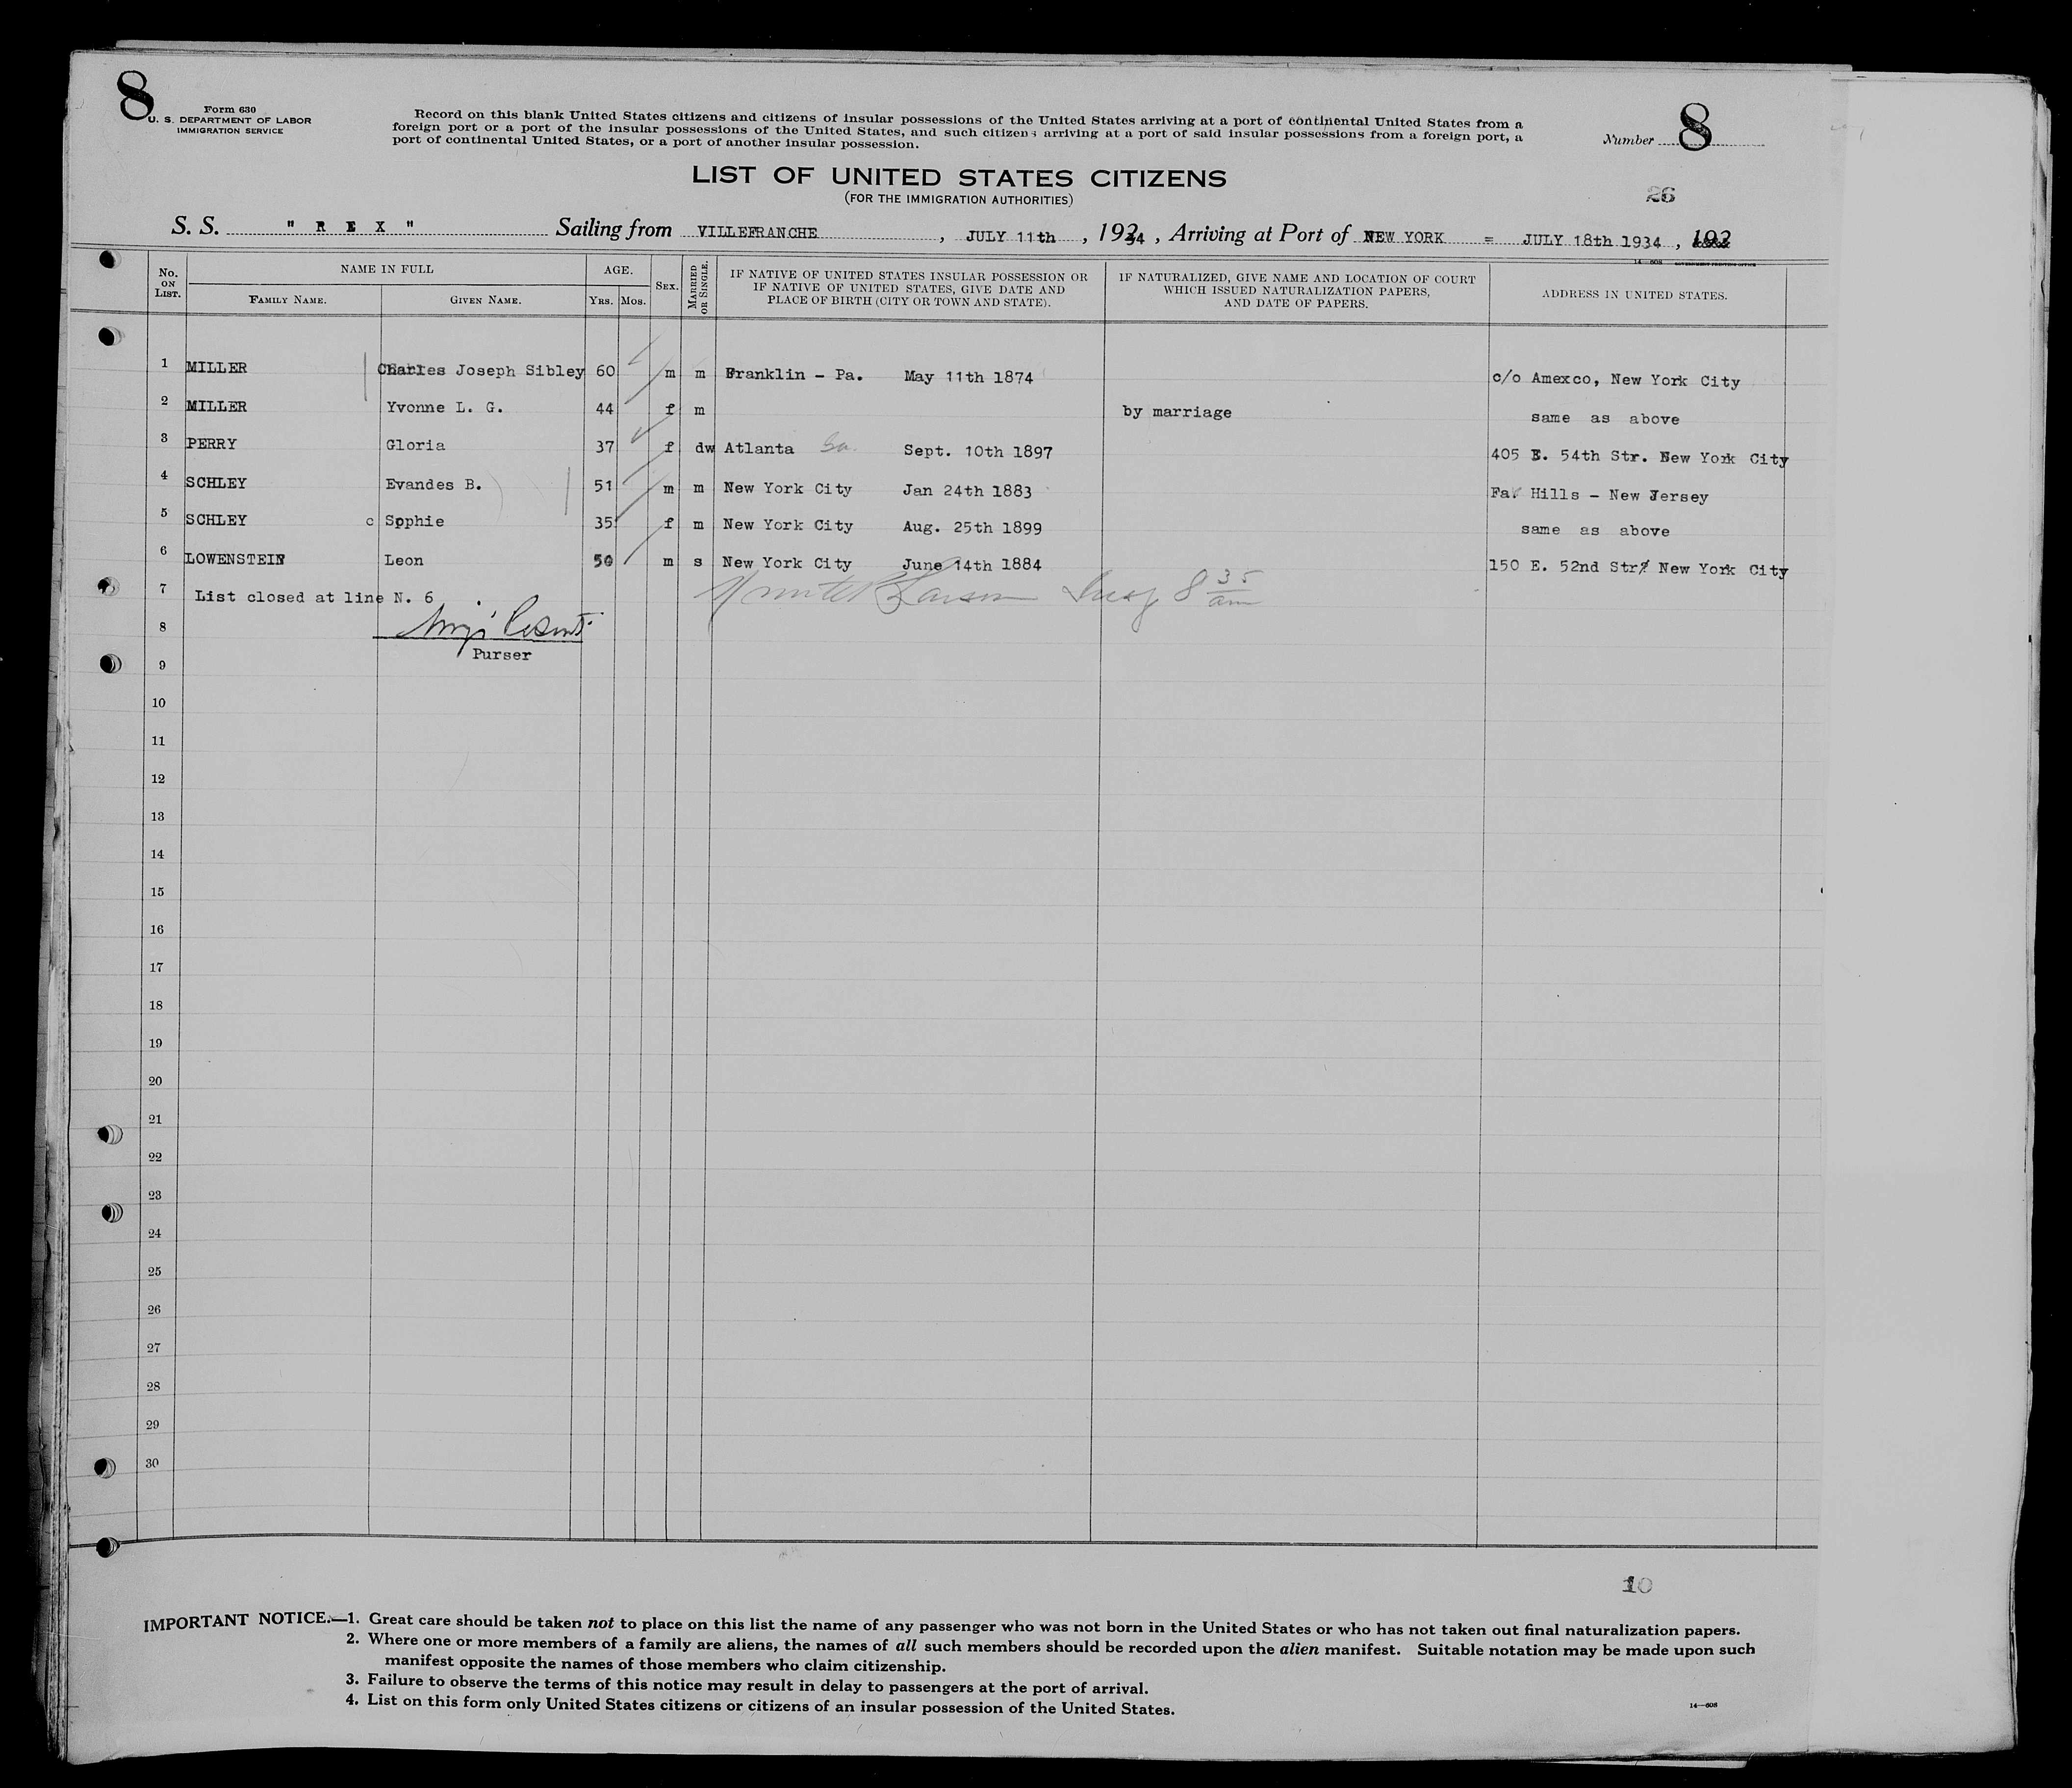 8
Form 630
U. S. DEPARTMENT OF LABOR
IMMIGRATION SERVICE
Record on this blank United States citizens and citizens of insular possessions of the United States arriving at a port of continental United States from a
foreign port or a port of the insular possessions of the United States, and such citizens arriving at a port of said insular possessions from a foreign port, a
port of continental United States, or a port of another insular possession.
Number 8
LIST OF UNITED STATES CITIZENS
(FOR THE IMMIGRATION AUTHORITIES)
26
S. S. " R E X " Sailing from VILLEFRANCHE, JULY 11th, 1934, Arriving at Port of NEW YORK = JULY 18th 1934, 192
14—608 GOVERNMENT PRINTING OFFICE
No. ON LIST. NAME IN FULL FAMILY NAME. GIVEN NAME. AGE. YRS. MOS. SEX. MARRIED OR SINGLE. IF NATIVE OF UNITED STATES INSULAR POSSESSION OR IF NATIVE OF UNITED STATES, GIVE DATE AND PLACE OF BIRTH (CITY OR TOWN AND STATE). IF NATURALIZED, GIVE NAME AND LOCATION OF COURT WHICH ISSUED NATURALIZATION PAPERS, AND DATE OF PAPERS. ADDRESS IN UNITED STATES.
1 MILLER Charles Joseph Sibley 60 m m Franklin - Pa. May 11th 1874 c/o Amexco, New York City
2 MILLER Yvonne L. G. 44 f m by marriage same as above
3 PERRY Gloria 37 f dw Atlanta Ga. Sept. 10th 1897 405 E. 54th Str. New York City
4 SCHLEY Evandes B. 51 m m New York City Jan 24th 1883 Far Hills - New Jersey
5 SCHLEY c Sophie 35 f m New York City Aug. 25th 1899 same as above
6 LOWENSTEIN Leon 50 m s New York City June 14th 1884 150 E. 52nd Str. New York City
7 List closed at line N. 6 8 35 am
8
Purser
9
10
11
12
13
14
15
16
17
18
19
20
21
22
23
24
25
26
27
28
29
30
10
IMPORTANT NOTICE.—1. Great care should be taken not to place on this list the name of any passenger who was not born in the United States or who has not taken out final naturalization papers.
2. Where one or more members of a family are aliens, the names of all such members should be recorded upon the alien manifest. Suitable notation may be made upon such
manifest opposite the names of those members who claim citizenship.
3. Failure to observe the terms of this notice may result in delay to passengers at the port of arrival.
4. List on this form only United States citizens or citizens of an insular possession of the United States.
14—608